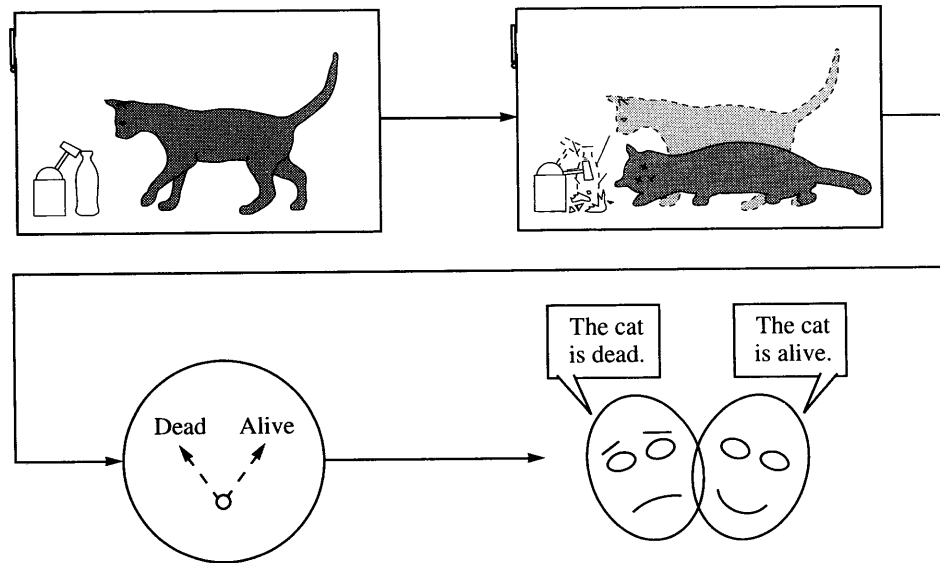 The cat
is dead.
The cat
is alive.
Dead Alive